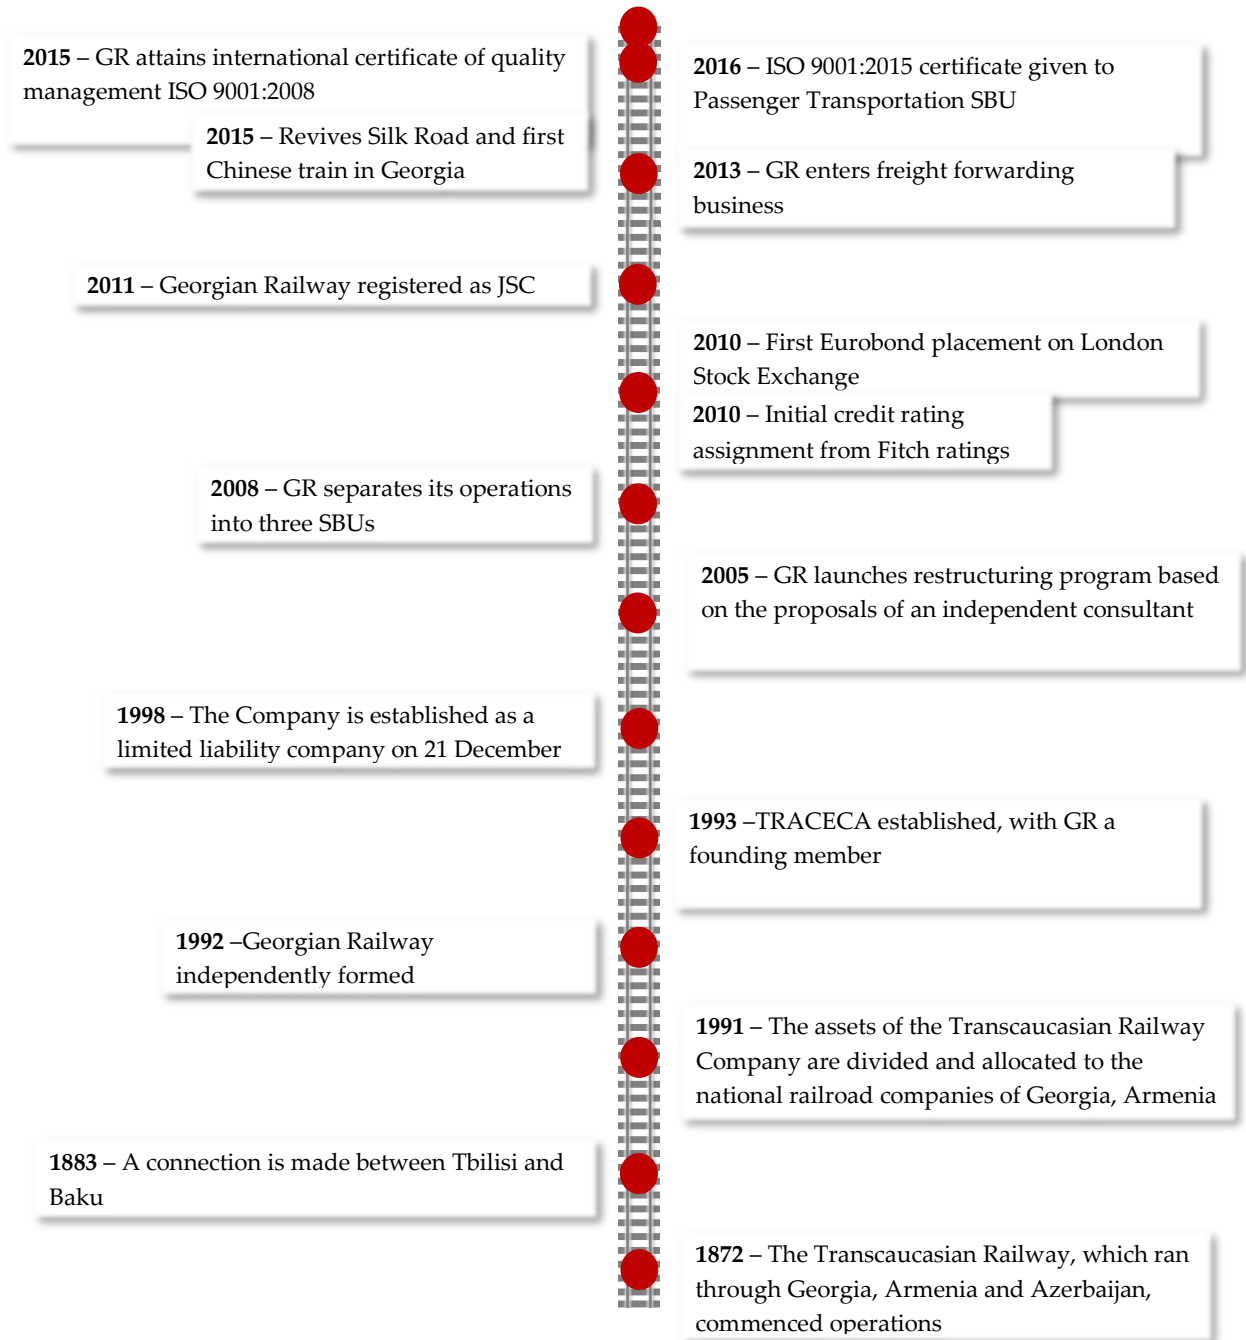 2015 – GR attains international certificate of quality
management ISO 9001:2008
2016 – ISO 9001:2015 certificate given to
Passenger Transportation SBU
2015 – Revives Silk Road and first
Chinese train in Georgia
2013 – GR enters freight forwarding
business
2011 – Georgian Railway registered as JSC
2010 – First Eurobond placement on London
Stock Exchange
2010 – Initial credit rating
assignment from Fitch ratings
2008 – GR separates its operations
into three SBUs
2005 – GR launches restructuring program based
on the proposals of an independent consultant
1998 – The Company is established as a
limited liability company on 21 December
1993 –TRACECA established, with GR a
founding member
1992 –Georgian Railway
independently formed
1991 – The assets of the Transcaucasian Railway
Company are divided and allocated to the
national railroad companies of Georgia, Armenia
1883 – A connection is made between Tbilisi and
Baku
1872 – The Transcaucasian Railway, which ran
through Georgia, Armenia and Azerbaijan,
commenced operations